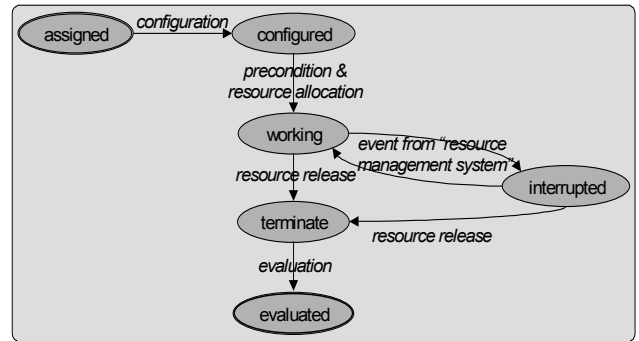 configuration
assigned
configured
precondition &
resource allocation
working
event from "resource
management system"
resource release
interrupted
terminate
resource release
evaluation
evaluated